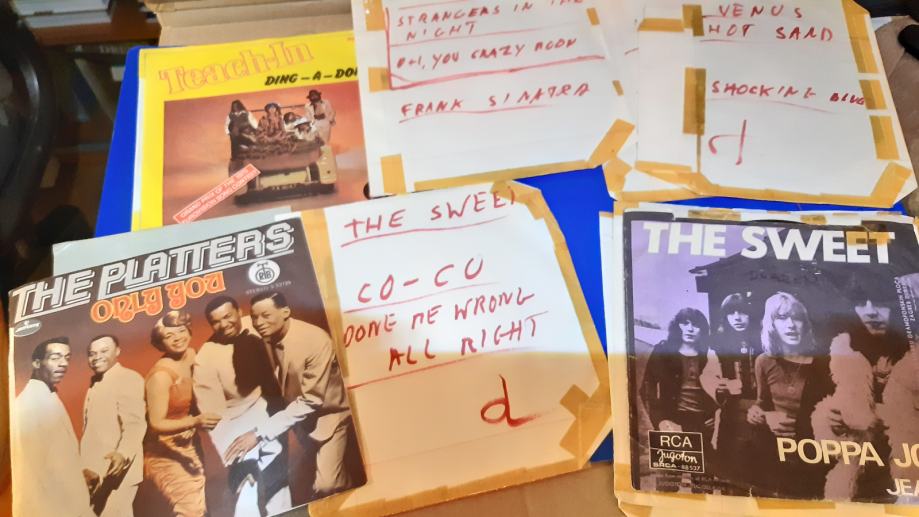 Teach-In
DING-A-DO
STRANGERS IN THE
NIGHT
OH, YOU CRAZY MOON
FRANK SINATRA
VENUS
HOT SAND
SHOCKING BLUE
d
THE PLATTERS
ONLY YOU
THE SWEET
CO-CO
DONE ME WRONG
ALL RIGHT
d
THE SWEET
RCA
Jugoton
POPPA JO
JEA